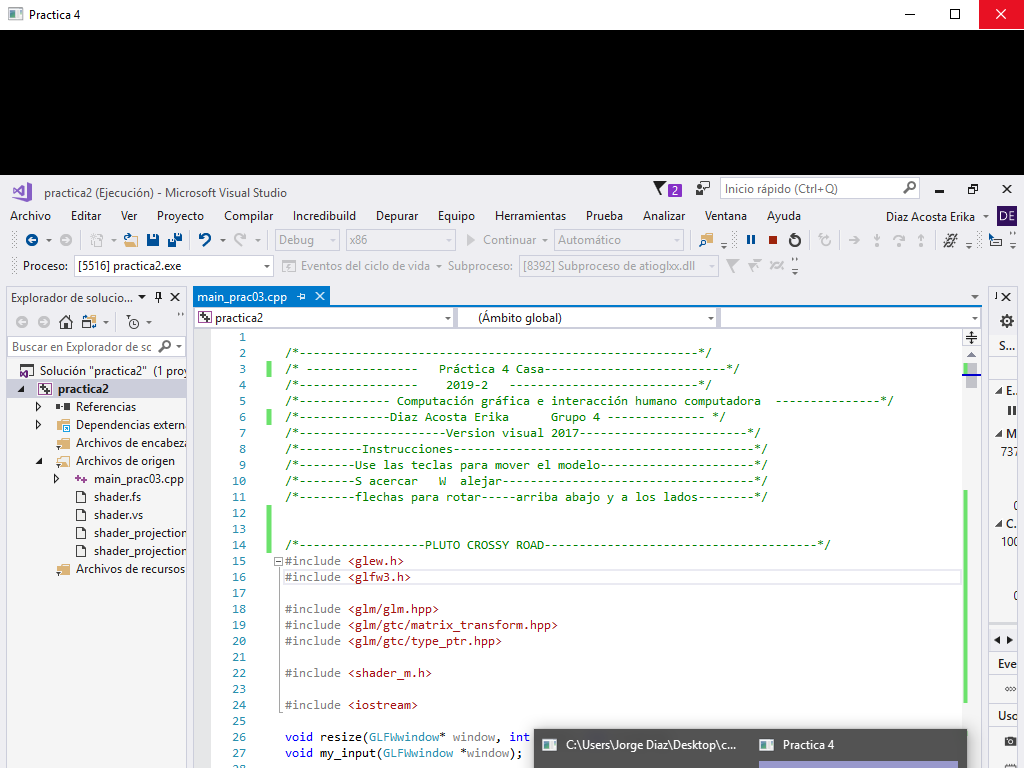 Practica 4
practica2 (Ejecución) - Microsoft Visual Studio
2
Inicio rápido (Ctrl+Q)
Archivo Editar Ver Proyecto Compilar Incredibuild Depurar Equipo Herramientas Prueba Analizar Ventana Ayuda Diaz Acosta Erika DE
Debug x86 Continuar Automático
Proceso: [5516] practica2.exe Eventos del ciclo de vida Subproceso: [8392] Subproceso de atioglxx.dll
Explorador de solucio...
main_prac03.cpp
practica2 (Ámbito global)
Buscar en Explorador de sc
Solución "practica2" (1 proy
practica2
Referencias
Dependencias extern
Archivos de encabeza
Archivos de origen
main_prac03.cpp
shader.fs
shader.vs
shader_projection
shader_projection
Archivos de recursos
1
2 /*---------------------------------------------------------*/
3 /* ---------------- Práctica 4 Casa--------------------------*/
4 /*---------------- 2019-2 ---------------------------*/
5 /*------------- Computación gráfica e interacción humano computadora ---------------*/
6 /*-------------Diaz Acosta Erika Grupo 4 -------------- */
7 /*---------------------Version visual 2017------------------------*/
8 /*---------Instrucciones-------------------------------------------*/
9 /*--------Use las teclas para mover el modelo----------------------*/
10 /*--------S acercar W alejar------------------------------------*/
11 /*--------flechas para rotar-----arriba abajo y a los lados--------*/
12
13
14 /*------------------PLUTO CROSSY ROAD---------------------------------------*/
15 #include <glew.h>
16 #include <glfw3.h>
17
18 #include <glm/glm.hpp>
19 #include <glm/gtc/matrix_transform.hpp>
20 #include <glm/gtc/type_ptr.hpp>
21
22 #include <shader_m.h>
23
24 #include <iostream>
25
26 void resize(GLFWwindow* window, int
27 void my_input(GLFWwindow *window);
S...
E..
M
737
0
C.
100
0
Eve
Uso
C:\Users\Jorge Diaz\Desktop\c... Practica 4